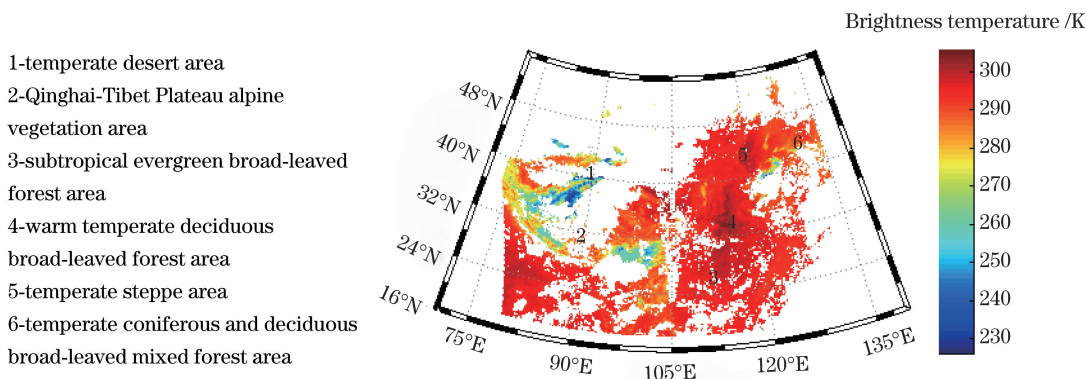 Brightness temperature /K
1-temperate desert area
2-Qinghai-Tibet Plateau alpine
vegetation area
3-subtropical evergreen broad-leaved
forest area
4-warm temperate deciduous
broad-leaved forest area
5-temperate steppe area
6-temperate coniferous and deciduous
broad-leaved mixed forest area
48°N
40°N
32°N
24°N
16°N
75°E
90°E
105°E
120°E
135°E
1
2
3
4
5
6
300
290
280
270
260
250
240
230